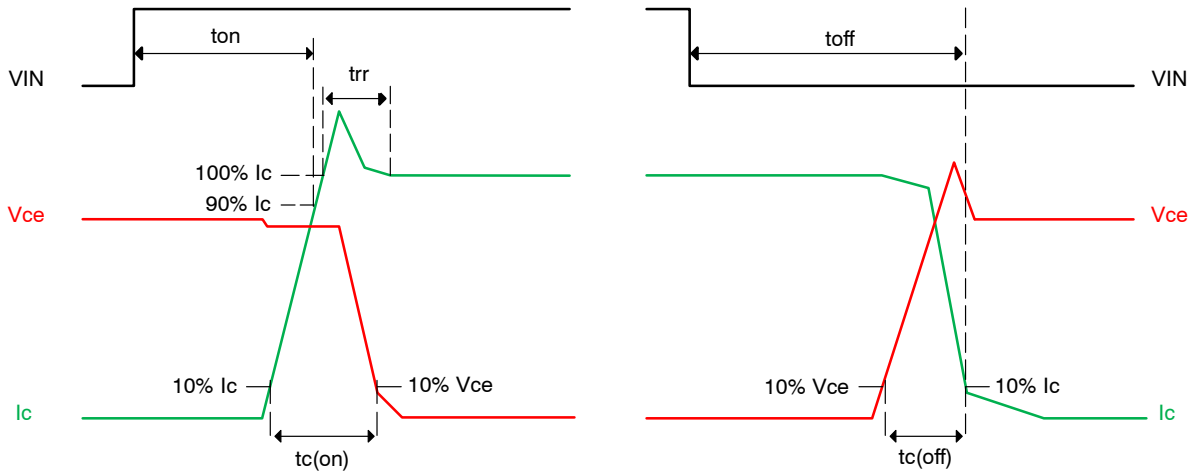 ton
toff
VIN
trr
VIN
100% Ic
90% Ic
Vce
Vce
10% Ic
10% Vce
10% Vce
10% Ic
Ic
Ic
tc(on)
tc(off)